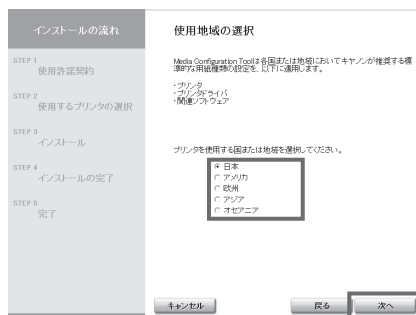 インストールの流れ
STEP 1
使用許諾契約
STEP 2
使用するプリンタの選択
STEP 3
インストール
STEP 4
インストールの完了
STEP 5
完了
使用地域の選択
Media Configuration Toolは各国または地域においてキヤノンが推奨する標
準的な用紙種類の設定を、以下に適用します。
・プリンタ
・プリンタドライバ
・関連ソフトウェア
プリンタを使用する国または地域を選択してください。
日本
アメリカ
欧州
アジア
オセアニア
キャンセル
戻る
次へ